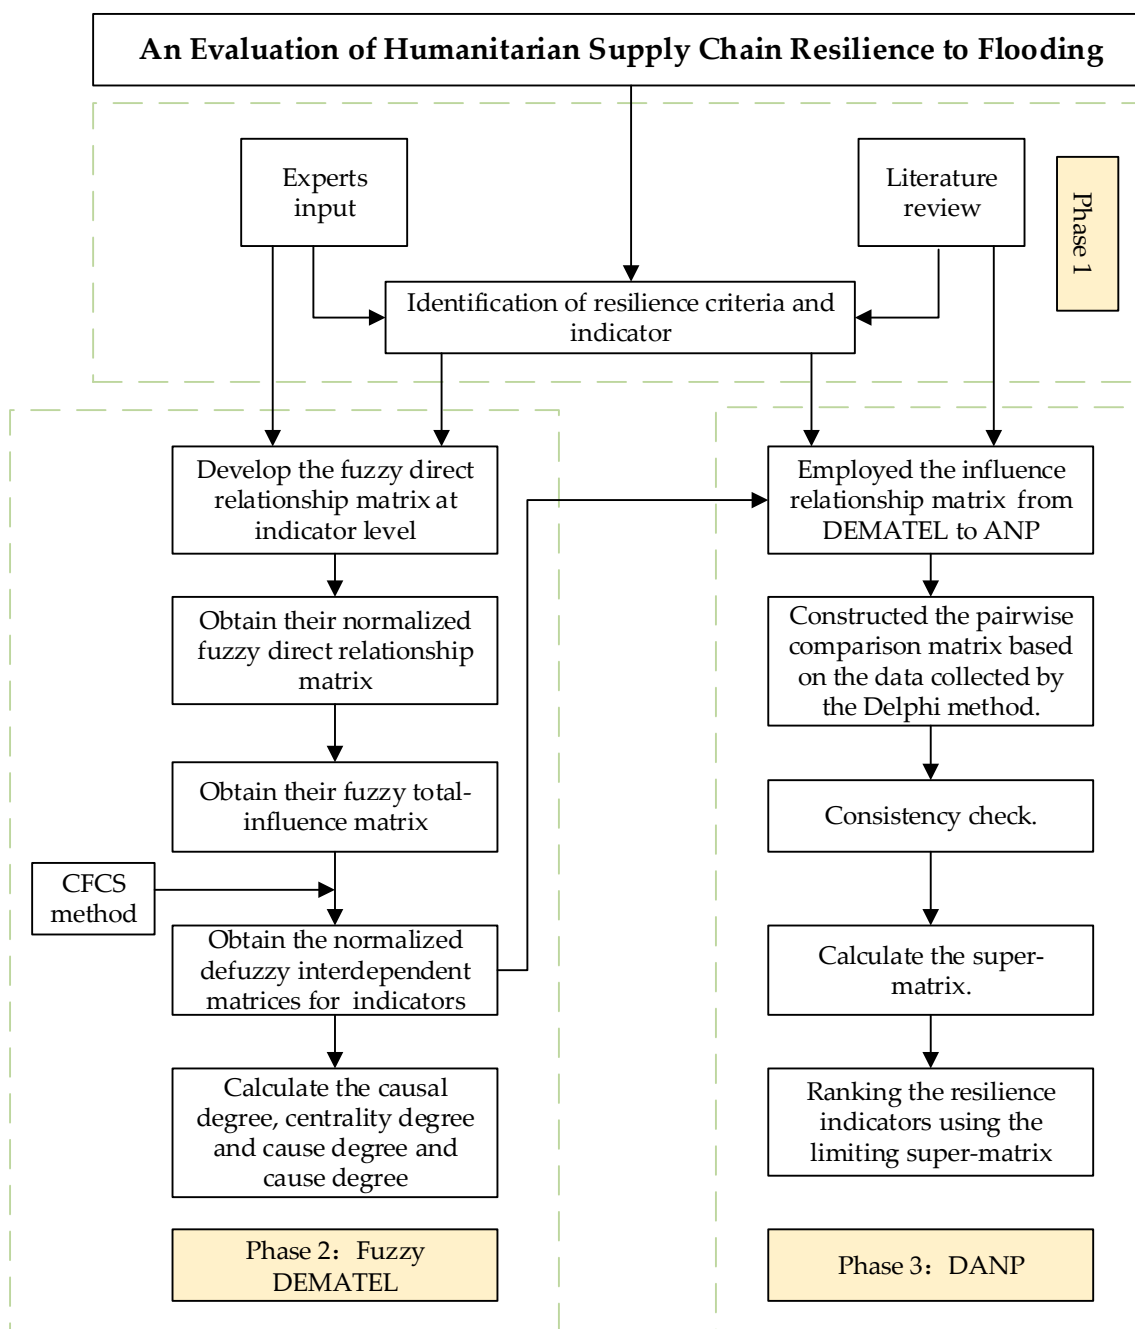 An Evaluation of Humanitarian Supply Chain Resilience to Flooding
Experts
input
Literature
review
Phase 1
Identification of resilience criteria and
indicator
Develop the fuzzy direct
relationship matrix at
indicator level
Obtain their normalized
fuzzy direct relationship
matrix
Obtain their fuzzy total-
influence matrix
CFCS
method
Obtain the normalized
defuzzy interdependent
matrices for indicators
Calculate the causal
degree, centrality degree
and cause degree and
cause degree
Phase 2：Fuzzy
DEMATEL
Employed the influence
relationship matrix from
DEMATEL to ANP
Constructed the pairwise
comparison matrix based
on the data collected by
the Delphi method.
Consistency check.
Calculate the super-
matrix.
Ranking the resilience
indicators using the
limiting super-matrix
Phase 3：DANP